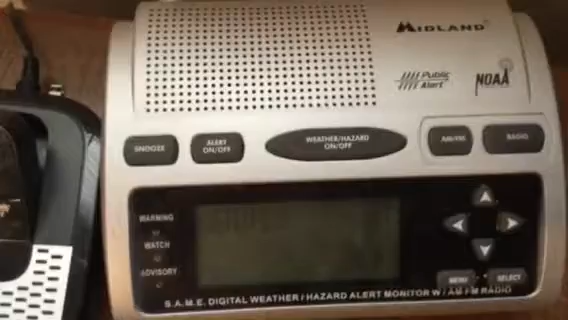 MIDLAND
Public
Alert
NOAA
SNOOZE
ALERT
ON/OFF
WEATHER/HAZARD
ON/OFF
AM/FM
RADIO
WARNING
WATCH
ADVISORY
MENU
SELECT
S.A.M.E. DIGITAL WEATHER / HAZARD ALERT MONITOR W / AM FM RADIO